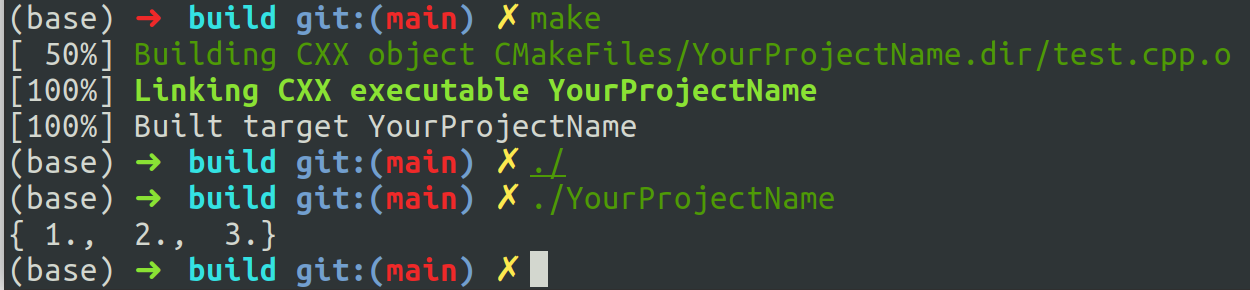 (base) ➜ build git:(main) ✗ make
[ 50%] Building CXX object CMakeFiles/YourProjectName.dir/test.cpp.o
[100%] Linking CXX executable YourProjectName
[100%] Built target YourProjectName
(base) ➜ build git:(main) ✗ ./
(base) ➜ build git:(main) ✗ ./YourProjectName
{ 1.,  2.,  3.}
(base) ➜ build git:(main) ✗